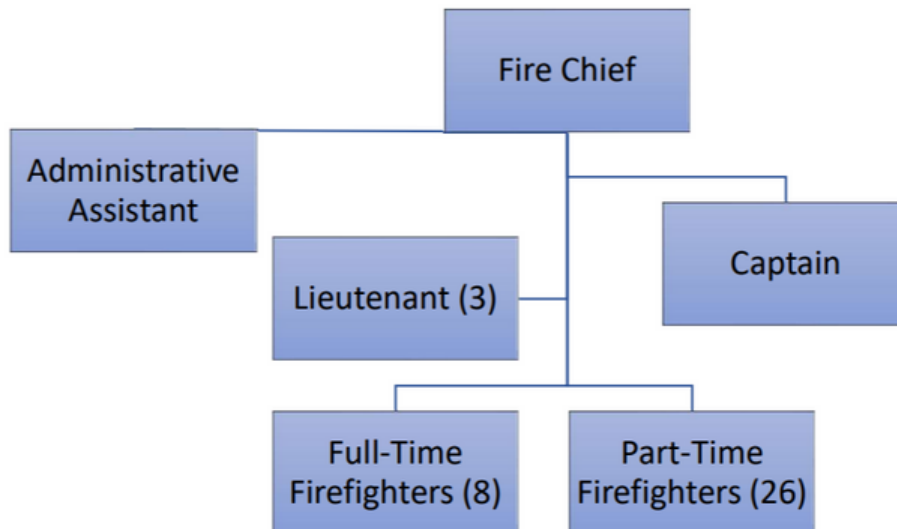 Fire Chief
Administrative
Assistant
Captain
Lieutenant (3)
Full-Time
Firefighters (8)
Part-Time
Firefighters (26)